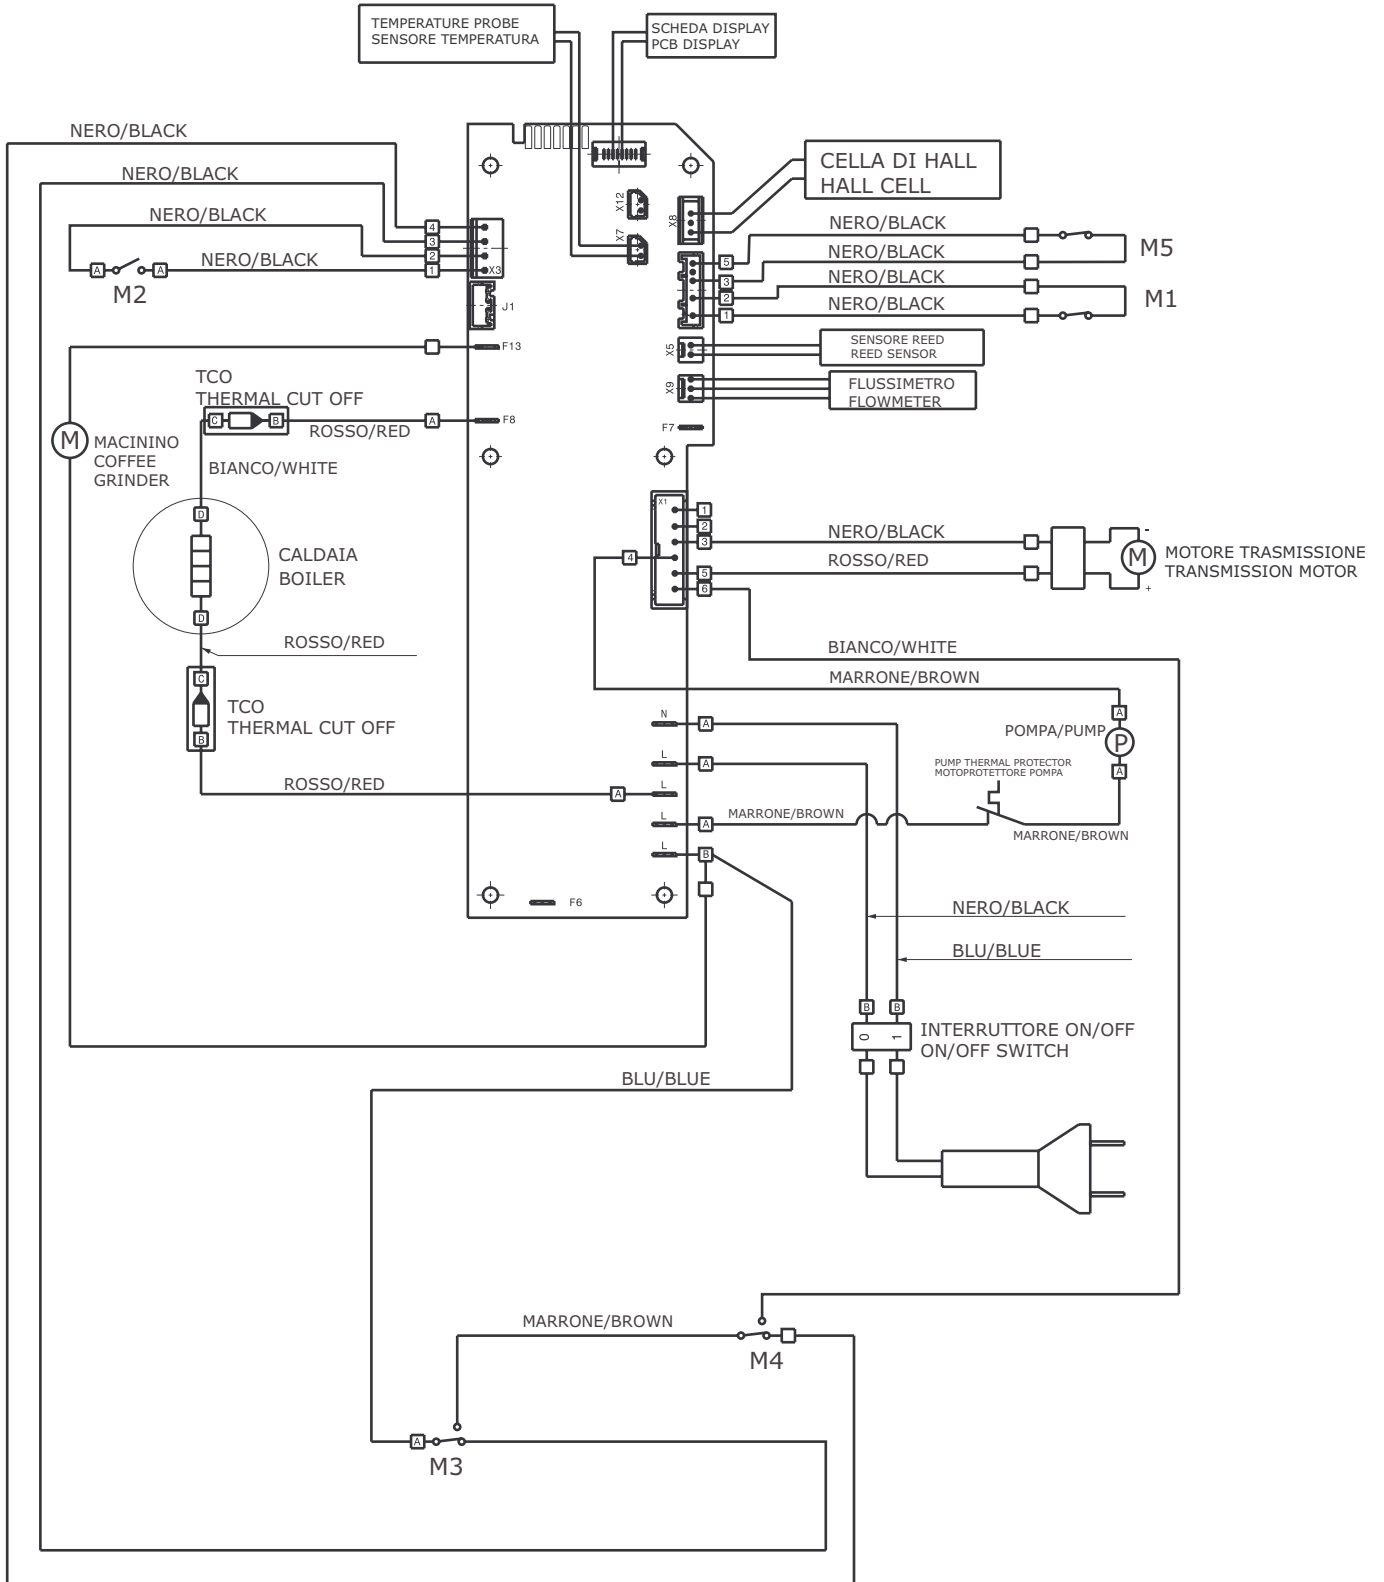 TEMPERATURE PROBE
SENSORE TEMPERATURA
SCHEDA DISPLAY
PCB DISPLAY
NERO/BLACK
NERO/BLACK
NERO/BLACK
NERO/BLACK
A
A
M2
4
3
2
1
X3
J1
F13
X12
X7
X8
CELLA DI HALL
HALL CELL
NERO/BLACK
NERO/BLACK
NERO/BLACK
NERO/BLACK
5
3
2
1
M5
M1
X5
SENSORE REED
REED SENSOR
X9
FLUSSIMETRO
FLOWMETER
F7
TCO
THERMAL CUT OFF
C
B
ROSSO/RED
A
F8
M
MACININO
COFFEE
GRINDER
BIANCO/WHITE
D
CALDAIA
BOILER
D
ROSSO/RED
C
TCO
THERMAL CUT OFF
B
ROSSO/RED
A
X1
1
2
3
4
5
6
NERO/BLACK
ROSSO/RED
M
-
+
MOTORE TRASMISSIONE
TRANSMISSION MOTOR
BIANCO/WHITE
MARRONE/BROWN
N
A
L
A
L
L
A
L
B
A
POMPA/PUMP
P
A
PUMP THERMAL PROTECTOR
MOTOPROTETTORE POMPA
MARRONE/BROWN
MARRONE/BROWN
F6
NERO/BLACK
BLU/BLUE
B
B
0
1
INTERRUTTORE ON/OFF
ON/OFF SWITCH
BLU/BLUE
MARRONE/BROWN
M4
A
M3